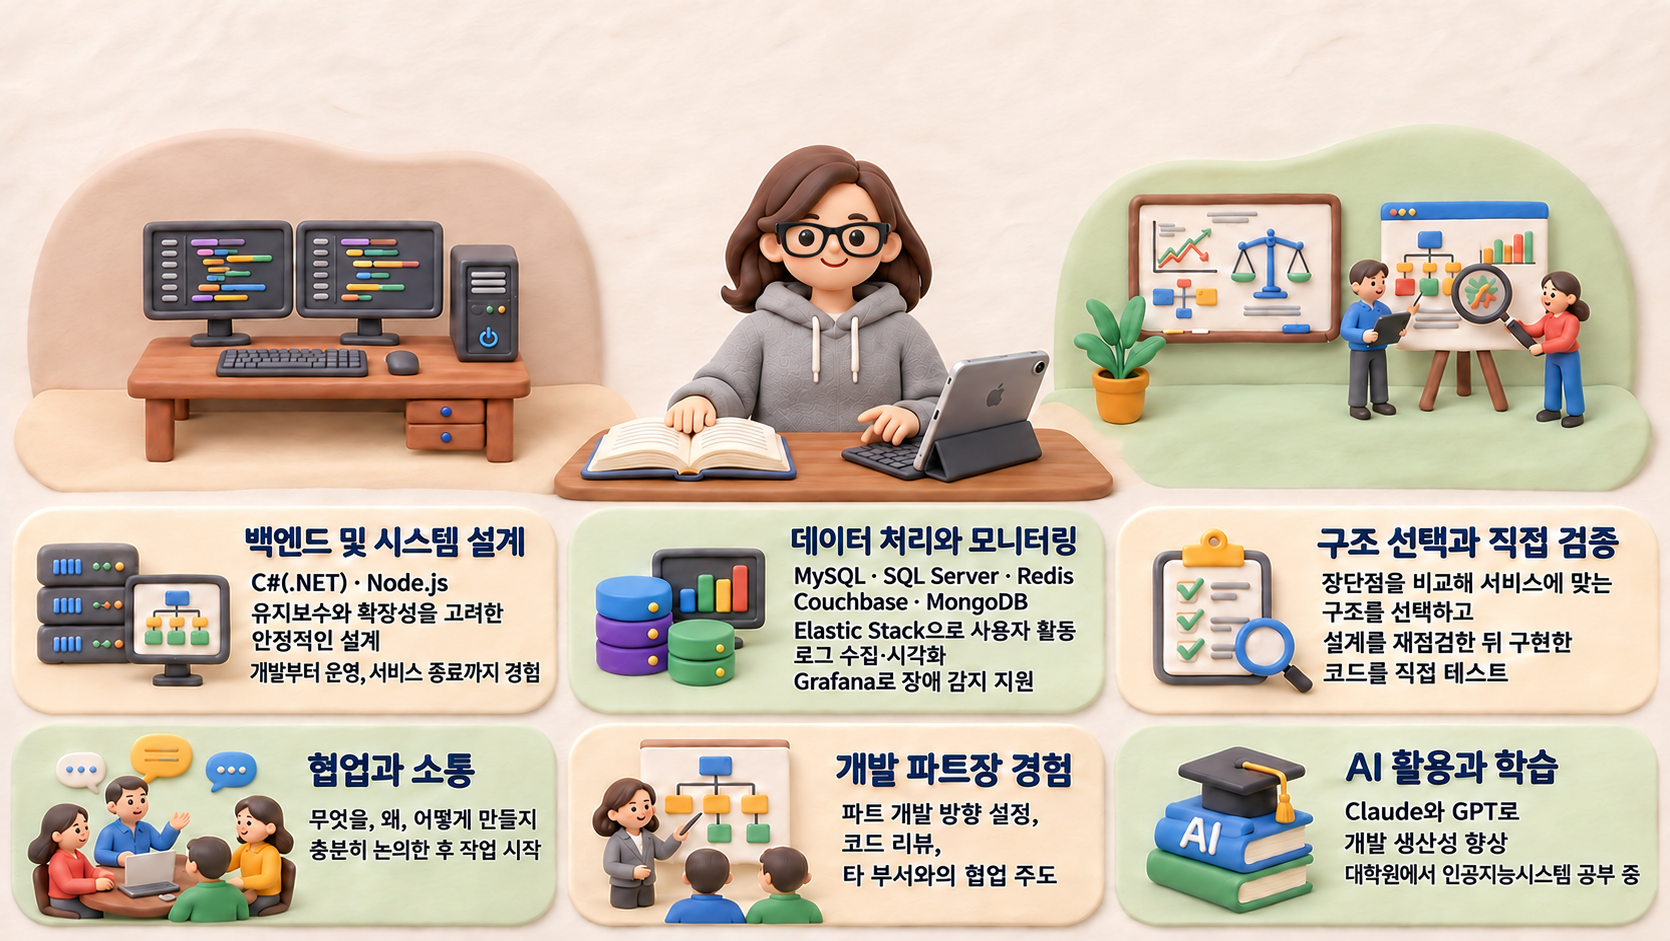 백엔드 및 시스템 설계
C#(.NET) · Node.js
유지보수와 확장성을 고려한
안정적인 설계
개발부터 운영, 서비스 종료까지 경험
데이터 처리와 모니터링
MySQL · SQL Server · Redis
Couchbase · MongoDB
Elastic Stack으로 사용자 활동
로그 수집·시각화
Grafana로 장애 감지 지원
구조 선택과 직접 검증
장단점을 비교해 서비스에 맞는
구조를 선택하고
설계를 재점검한 뒤 구현한
코드를 직접 테스트
협업과 소통
무엇을, 왜, 어떻게 만들지
충분히 논의한 후 작업 시작
개발 파트장 경험
파트 개발 방향 설정,
코드 리뷰,
타 부서와의 협업 주도
AI
AI 활용과 학습
Claude와 GPT로
개발 생산성 향상
대학원에서 인공지능시스템 공부 중